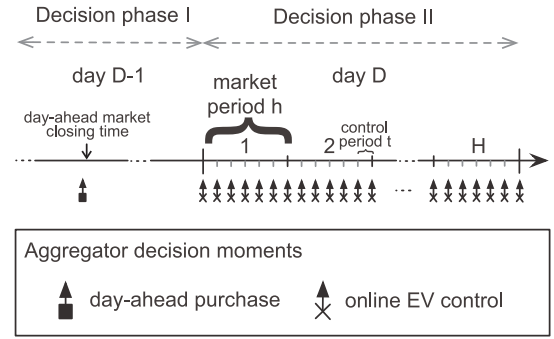 Decision phase I Decision phase II
day D-1 market day D
period h
day-ahead market
closing time
control
period t
1 2 H
... ... ...
... ...
Aggregator decision moments
day-ahead purchase online EV control